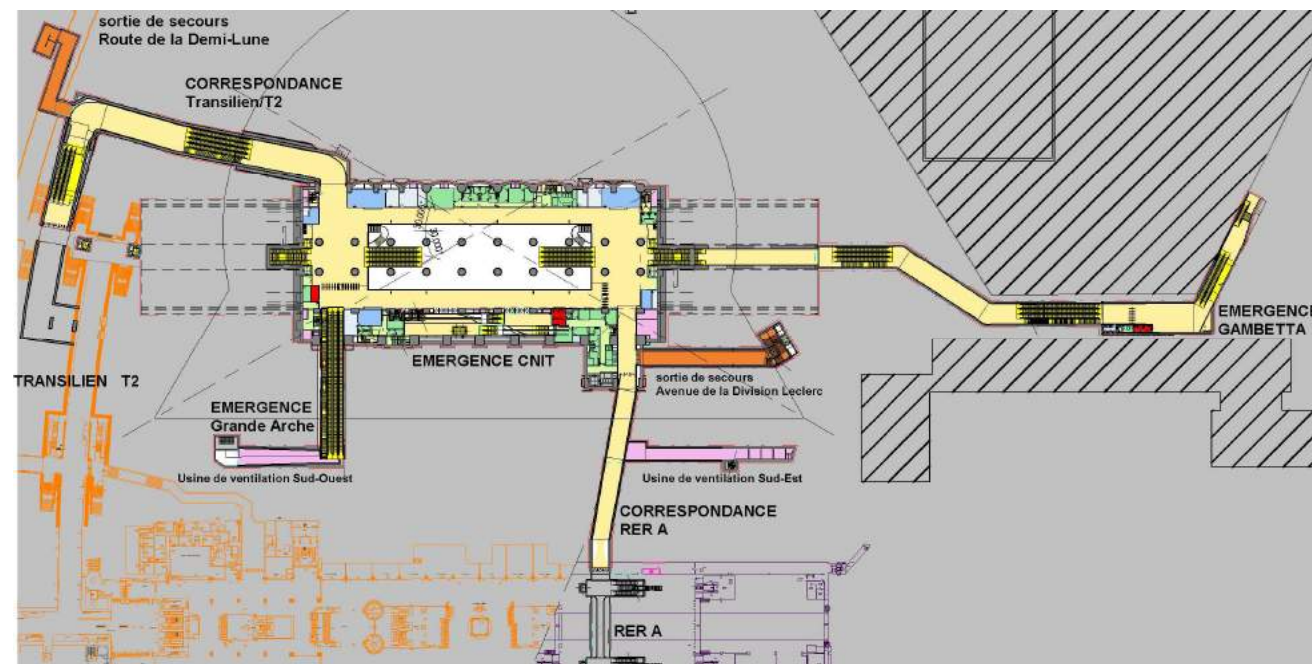 sortie de secours
Route de la Demi-Lune
CORRESPONDANCE
Transilien/T2
EMERGENCE
GAMBETTA
EMERGENCE CNIT
TRANSILIEN T2
sortie de secours
Avenue de la Division Leclerc
EMERGENCE
Grande Arche
Usine de ventilation Sud-Ouest
Usine de ventilation Sud-Est
CORRESPONDANCE
RER A
RER A